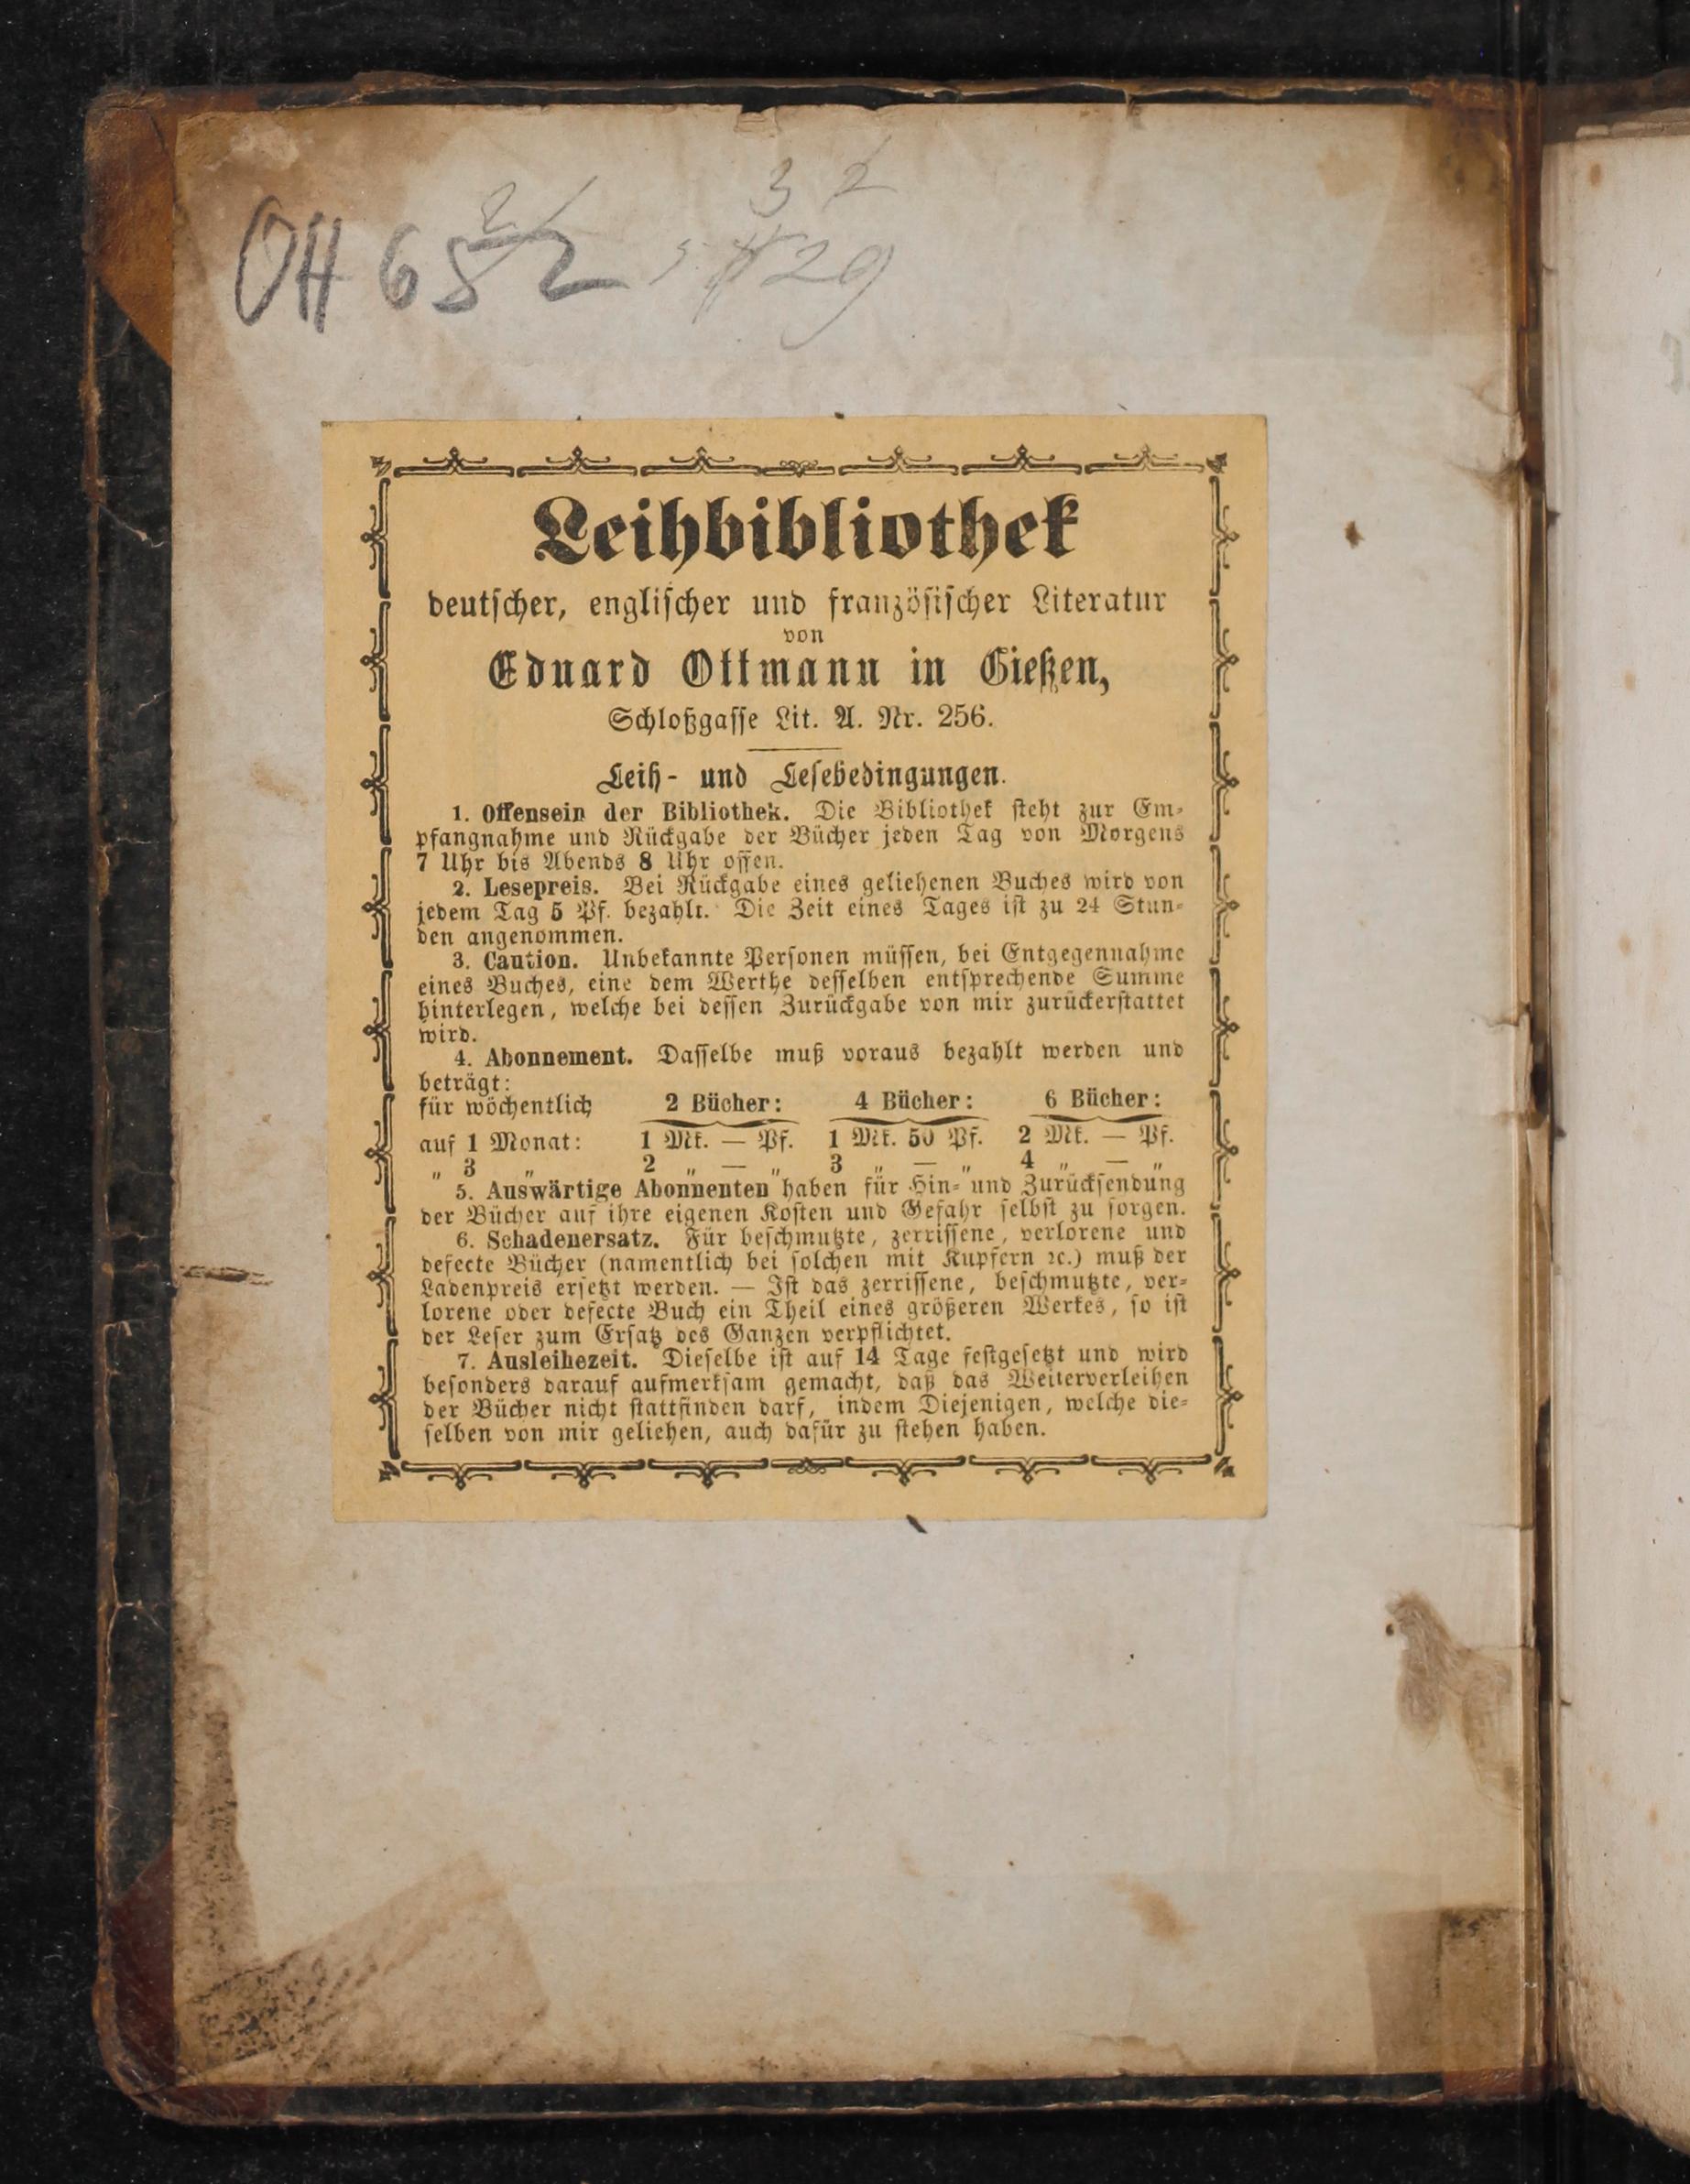 OH 68
3 2
29
Leihbibliothek
deutscher, englischer und französischer Literatur
von
Eduard Ottmann in Gießen,
Schloßgasse Lit. A. Nr. 256.
Leih- und Lesebedingungen.
1. Offensein der Bibliothek. Die Bibliothek steht zur Em-
pfangnahme und Rückgabe der Bücher jeden Tag von Morgens
7 Uhr bis Abends 8 Uhr offen.
2. Lesepreis. Bei Rückgabe eines geliehenen Buches wird von
jedem Tag 5 Pf. bezahlt. Die Zeit eines Tages ist zu 24 Stun-
den angenommen.
3. Caution. Unbekannte Personen müssen, bei Entgegennahme
eines Buches, eine dem Werthe desselben entsprechende Summe
hinterlegen, welche bei dessen Zurückgabe von mir zurückerstattet
wird.
4. Abonnement. Dasselbe muß voraus bezahlt werden und
beträgt:
für wöchentlich 2 Bücher: 4 Bücher: 6 Bücher:
auf 1 Monat: 1 Mk. — Pf. 1 Mk. 50 Pf. 2 Mk. — Pf.
„ 3 „ 2 „ — „ 3 „ — „ 4 „ — „
5. Auswärtige Abonnenten haben für Hin- und Zurücksendung
der Bücher auf ihre eigenen Kosten und Gefahr selbst zu sorgen.
6. Schadenersatz. Für beschmutzte, zerrissene, verlorene und
defecte Bücher (namentlich bei solchen mit Kupfern ꝛc.) muß der
Ladenpreis ersetzt werden. — Ist das zerrissene, beschmutzte, ver-
lorene oder defecte Buch ein Theil eines größeren Werkes, so ist
der Leser zum Ersatz des Ganzen verpflichtet.
7. Ausleihezeit. Dieselbe ist auf 14 Tage festgesetzt und wird
besonders darauf aufmerksam gemacht, daß das Weiterverleihen
der Bücher nicht stattfinden darf, indem Diejenigen, welche die-
selben von mir geliehen, auch dafür zu stehen haben.